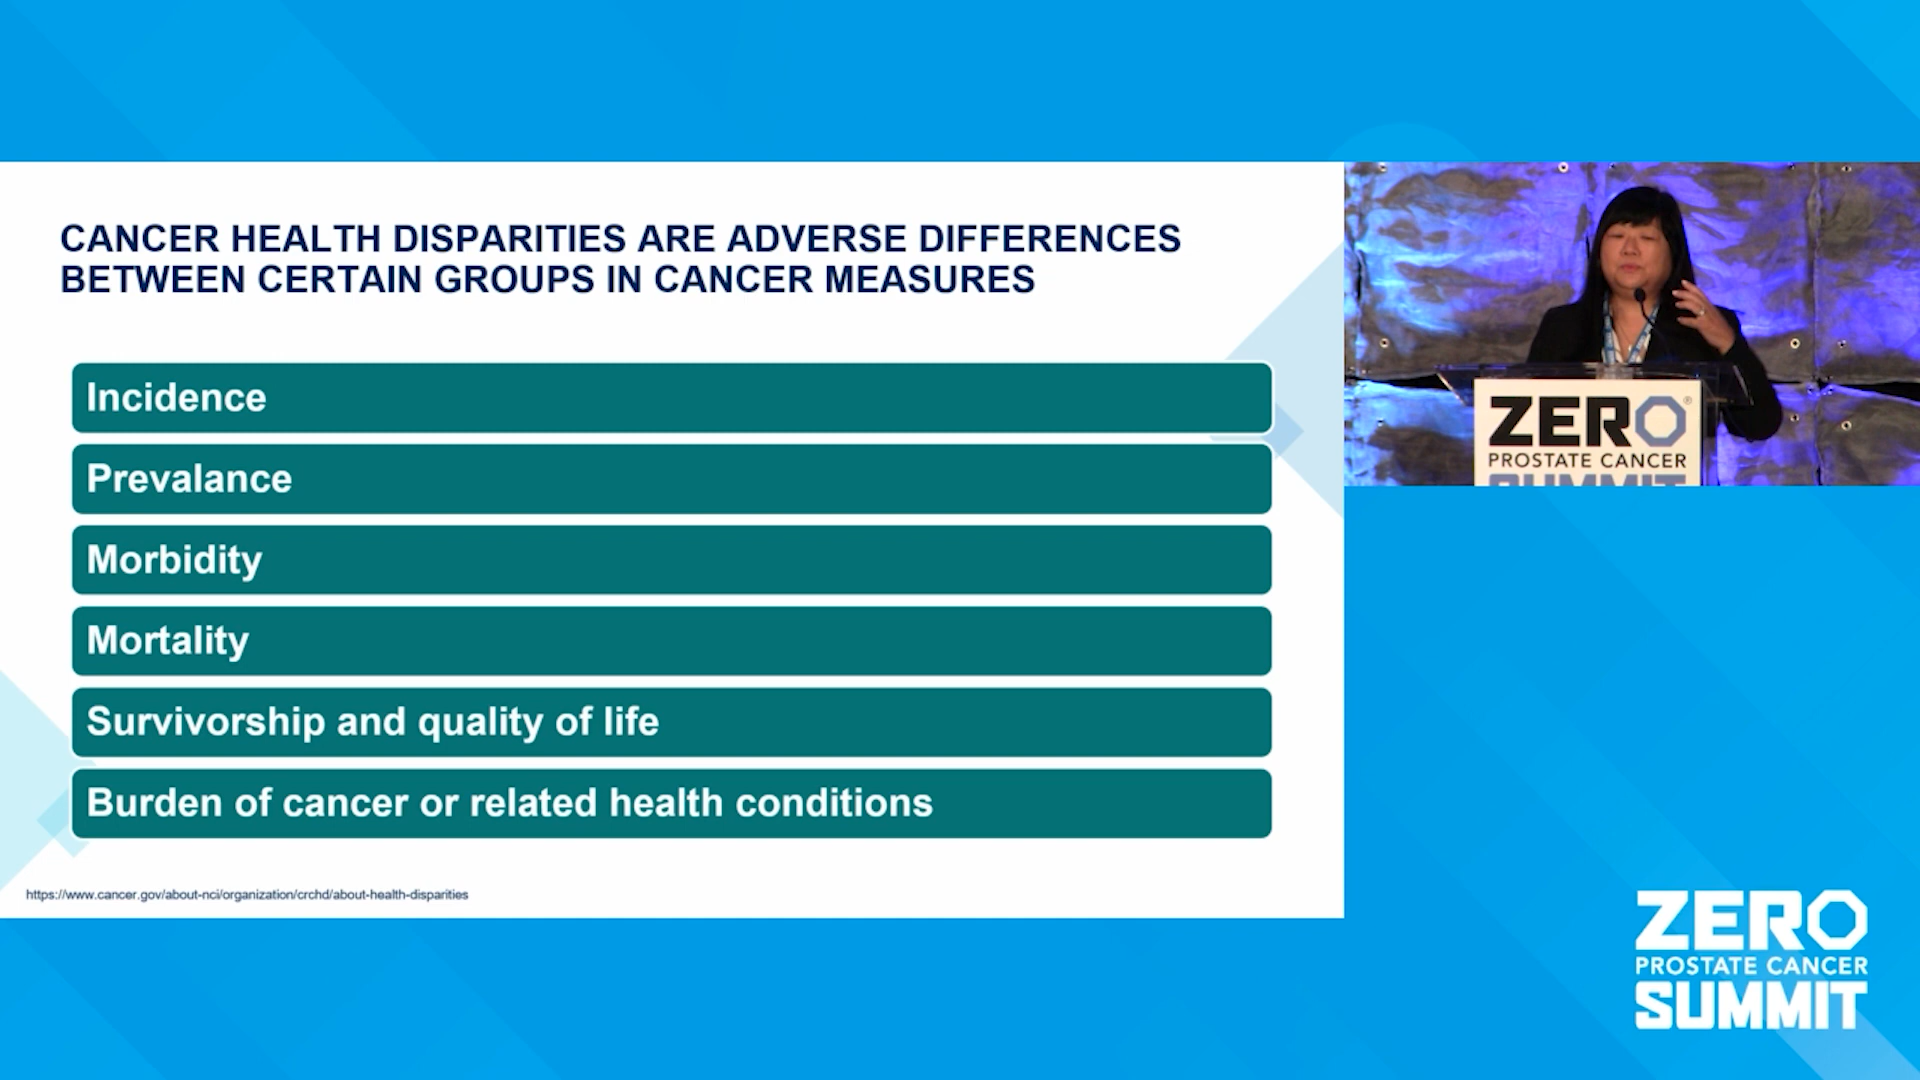 CANCER HEALTH DISPARITIES ARE ADVERSE DIFFERENCES
BETWEEN CERTAIN GROUPS IN CANCER MEASURES
Incidence
Prevalance
Morbidity
Mortality
Survivorship and quality of life
Burden of cancer or related health conditions
https://www.cancer.gov/about-nci/organization/crchd/about-health-disparities
ZERO®
PROSTATE CANCER
SUMMIT
ZERO
PROSTATE CANCER
SUMMIT